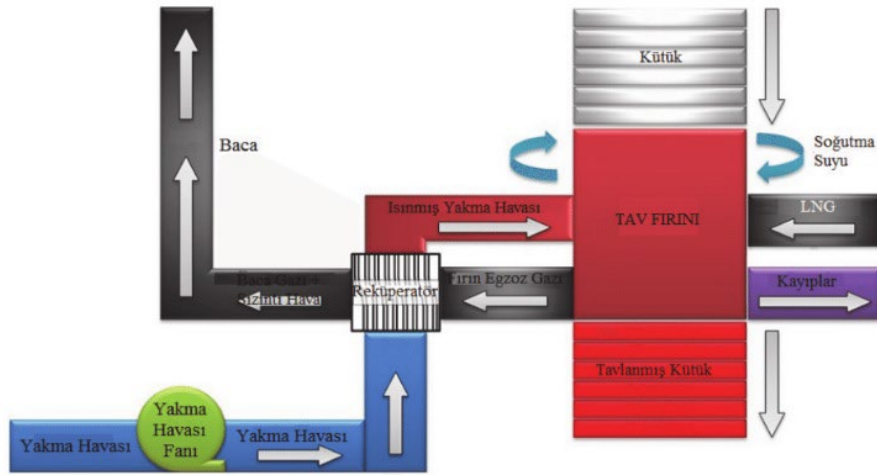 Kütük
Baca
Soğutma
Suyu
Isınmış Yakma Havası
TAV FIRINI
LNG
Baca Gazı +
Sızıntı Hava
Reküperatör
Fırın Egzoz Gazı
Kayıplar
Tavlanmış Kütük
Yakma Havası
Yakma
Havası
Fanı
Yakma Havası